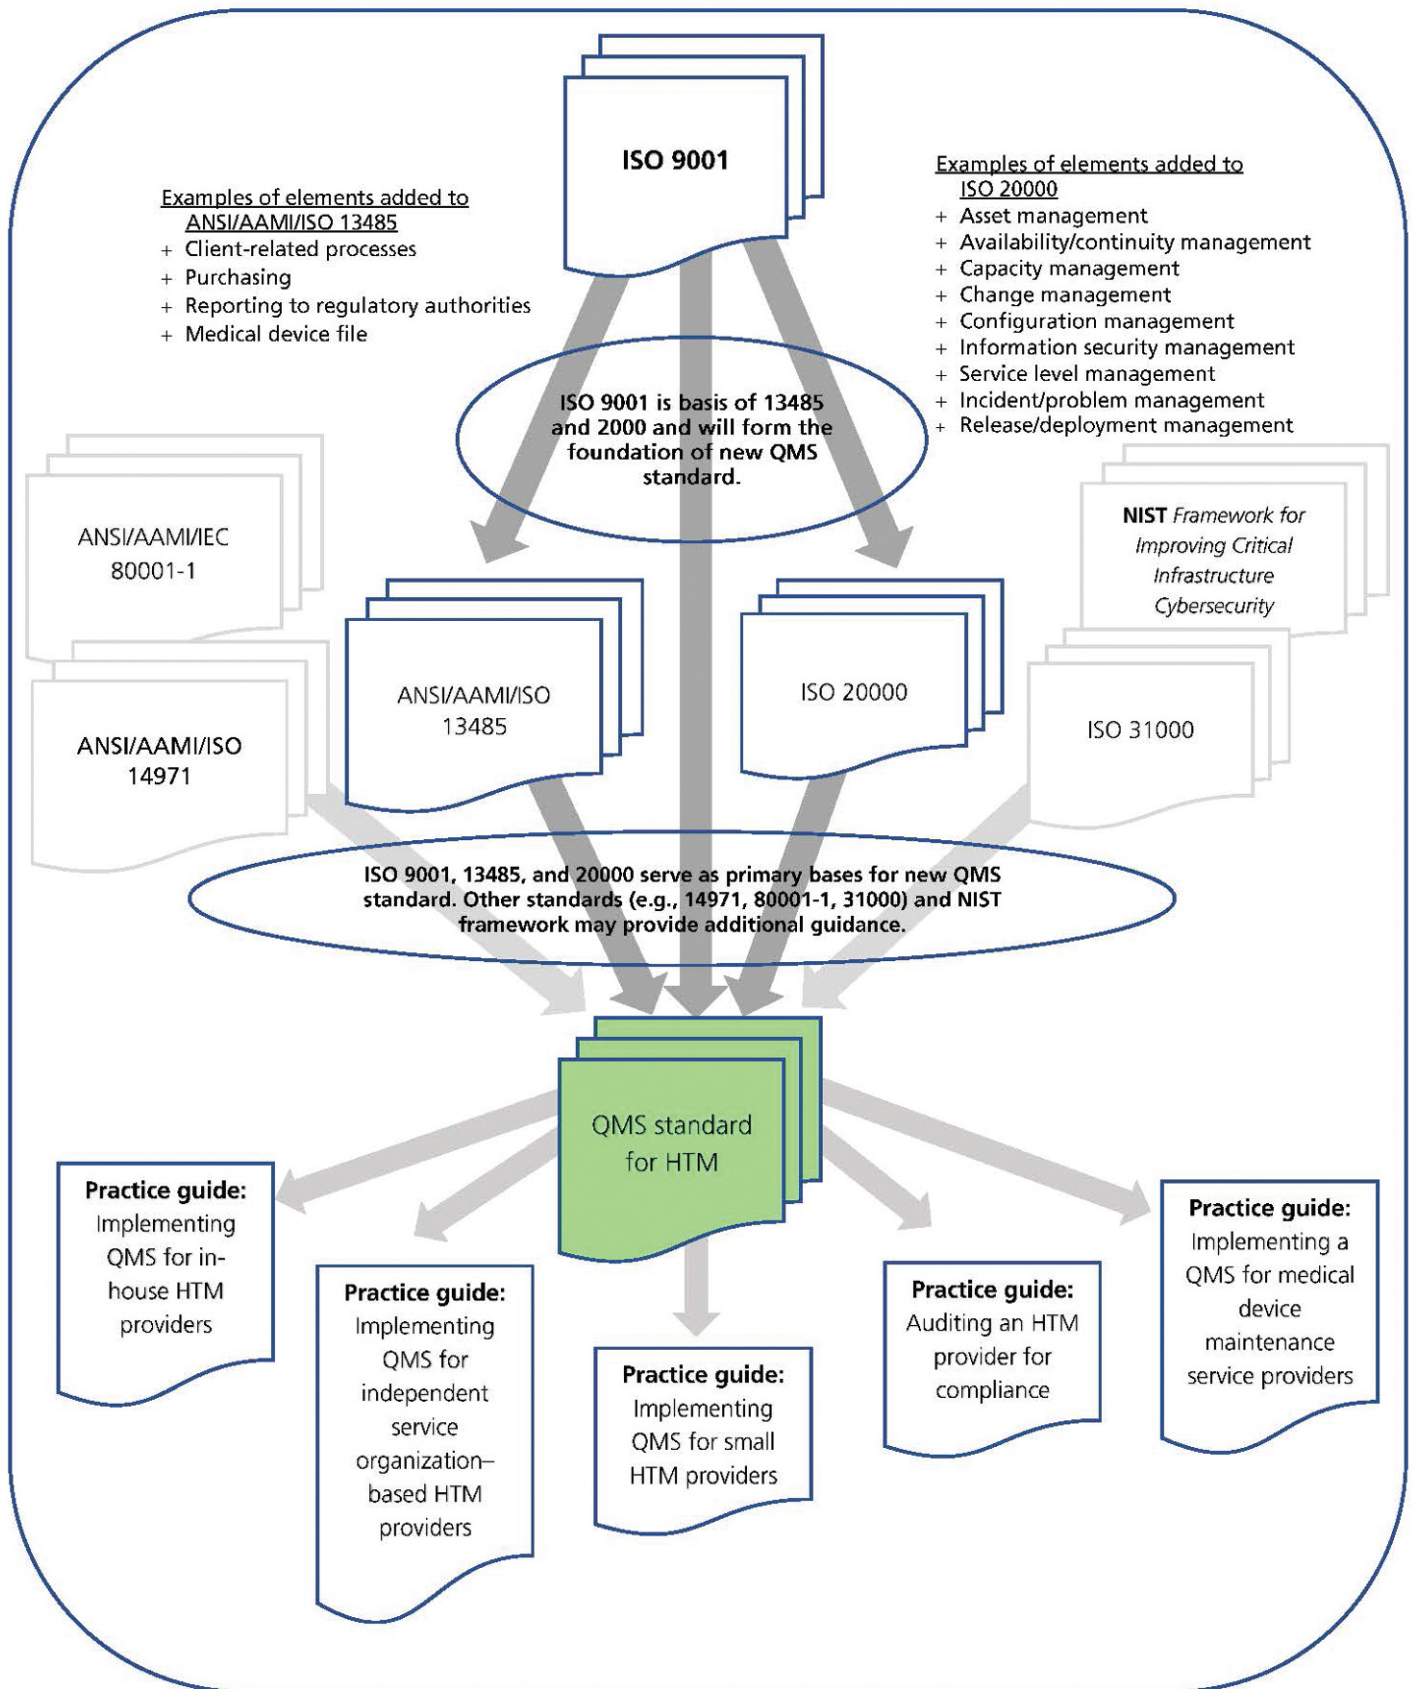 ISO 9001
Examples of elements added to
ANSI/AAMI/ISO 13485
+ Client-related processes
+ Purchasing
+ Reporting to regulatory authorities
+ Medical device file
Examples of elements added to
ISO 20000
+ Asset management
+ Availability/continuity management
+ Capacity management
+ Change management
+ Configuration management
+ Information security management
+ Service level management
+ Incident/problem management
+ Release/deployment management
ISO 9001 is basis of 13485
and 2000 and will form the
foundation of new QMS
standard.
ANSI/AAMI/IEC
80001-1
ANSI/AAMI/ISO
14971
ANSI/AAMI/ISO
13485
ISO 20000
NIST Framework for
Improving Critical
Infrastructure
Cybersecurity
ISO 31000
ISO 9001, 13485, and 20000 serve as primary bases for new QMS
standard. Other standards (e.g., 14971, 80001-1, 31000) and NIST
framework may provide additional guidance.
QMS standard
for HTM
Practice guide:
Implementing
QMS for in-
house HTM
providers
Practice guide:
Implementing
QMS for
independent
service
organization–
based HTM
providers
Practice guide:
Implementing
QMS for small
HTM providers
Practice guide:
Auditing an HTM
provider for
compliance
Practice guide:
Implementing a
QMS for medical
device
maintenance
service providers